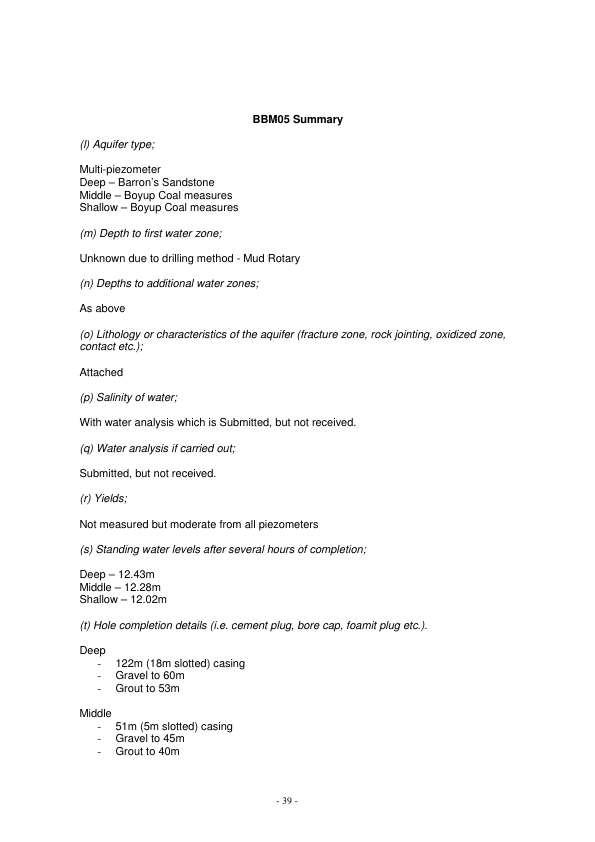 BBM05 Summary
(l) Aquifer type;
Multi-piezometer
Deep – Barron's Sandstone
Middle – Boyup Coal measures
Shallow – Boyup Coal measures
(m) Depth to first water zone;
Unknown due to drilling method - Mud Rotary
(n) Depths to additional water zones;
As above
(o) Lithology or characteristics of the aquifer (fracture zone, rock jointing, oxidized zone,
contact etc.);
Attached
(p) Salinity of water;
With water analysis which is Submitted, but not received.
(q) Water analysis if carried out;
Submitted, but not received.
(r) Yields;
Not measured but moderate from all piezometers
(s) Standing water levels after several hours of completion;
Deep – 12.43m
Middle – 12.28m
Shallow – 12.02m
(t) Hole completion details (i.e. cement plug, bore cap, foamit plug etc.).
Deep
- 122m (18m slotted) casing
- Gravel to 60m
- Grout to 53m
Middle
- 51m (5m slotted) casing
- Gravel to 45m
- Grout to 40m
- 39 -